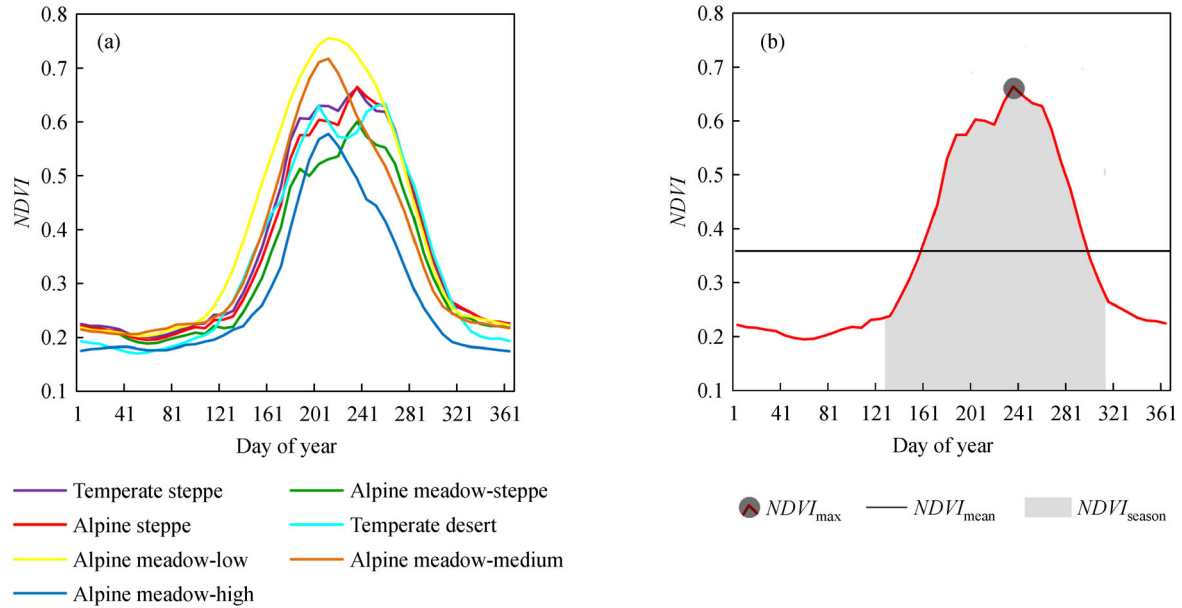 (a)
NDVI
0.8
0.7
0.6
0.5
0.4
0.3
0.2
0.1
1 41 81 121 161 201 241 281 321 361
Day of year
Temperate steppe
Alpine steppe
Alpine meadow-low
Alpine meadow-high
Alpine meadow-steppe
Temperate desert
Alpine meadow-medium
(b)
NDVI
0.8
0.7
0.6
0.5
0.4
0.3
0.2
0.1
1 41 81 121 161 201 241 281 321 361
Day of year
NDVImax NDVImean NDVIseason